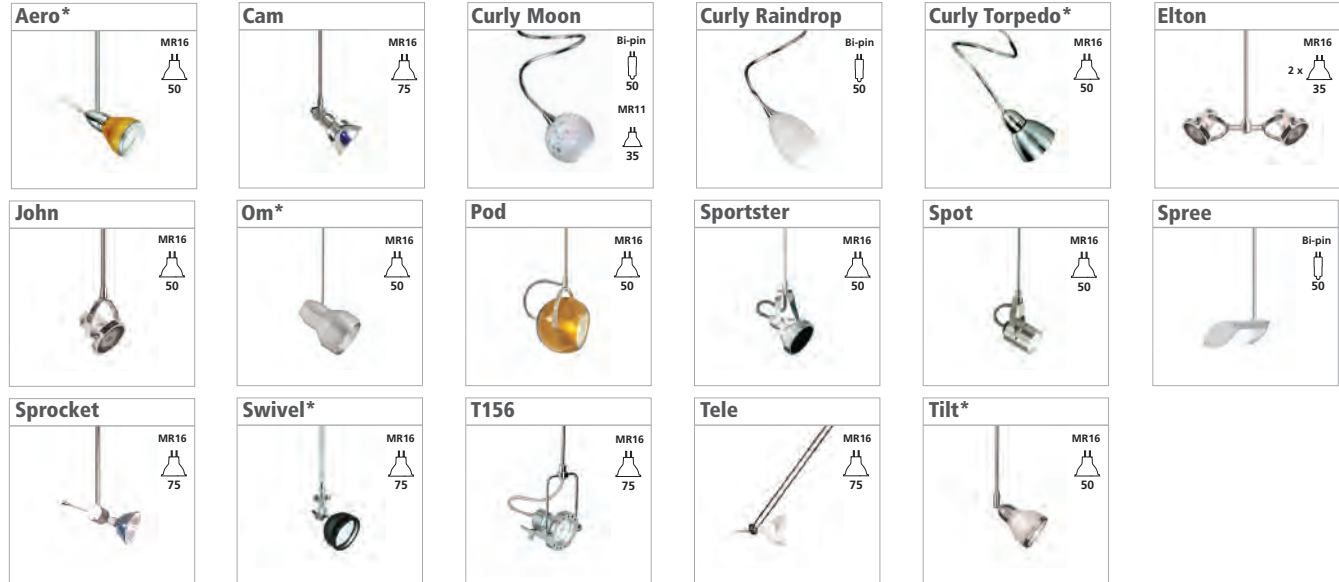 Aero*
MR16
50
Cam
MR16
75
Curly Moon
Bi-pin
50
MR11
35
Curly Raindrop
Bi-pin
50
Curly Torpedo*
MR16
50
Elton
MR16
2 x
35
John
MR16
50
Om*
MR16
50
Pod
MR16
50
Sportster
MR16
50
Spot
MR16
50
Spree
Bi-pin
50
Sprocket
MR16
75
Swivel*
MR16
75
T156
MR16
75
Tele
MR16
75
Tilt*
MR16
50